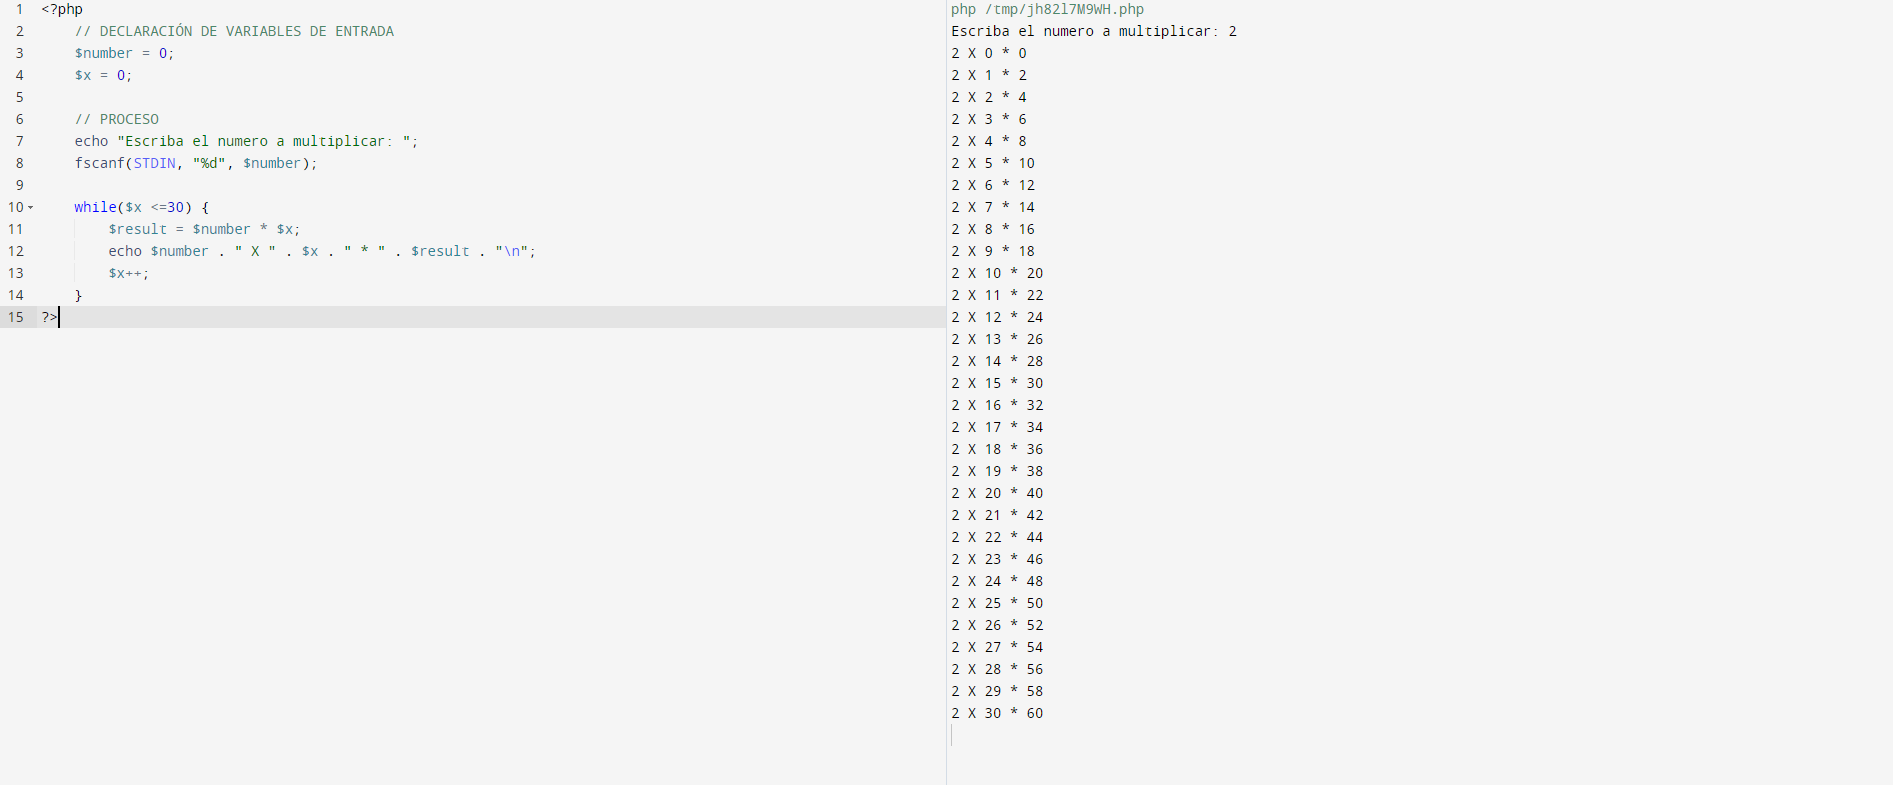 1 <?php
2 // DECLARACIÓN DE VARIABLES DE ENTRADA
3 $number = 0;
4 $x = 0;
5
6 // PROCESO
7 echo "Escriba el numero a multiplicar: ";
8 fscanf(STDIN, "%d", $number);
9
10 while($x <=30) {
11 $result = $number * $x;
12 echo $number . " X " . $x . " * " . $result . "\n";
13 $x++;
14 }
15 ?>
php /tmp/jh82l7M9WH.php
Escriba el numero a multiplicar: 2
2 X 0 * 0
2 X 1 * 2
2 X 2 * 4
2 X 3 * 6
2 X 4 * 8
2 X 5 * 10
2 X 6 * 12
2 X 7 * 14
2 X 8 * 16
2 X 9 * 18
2 X 10 * 20
2 X 11 * 22
2 X 12 * 24
2 X 13 * 26
2 X 14 * 28
2 X 15 * 30
2 X 16 * 32
2 X 17 * 34
2 X 18 * 36
2 X 19 * 38
2 X 20 * 40
2 X 21 * 42
2 X 22 * 44
2 X 23 * 46
2 X 24 * 48
2 X 25 * 50
2 X 26 * 52
2 X 27 * 54
2 X 28 * 56
2 X 29 * 58
2 X 30 * 60